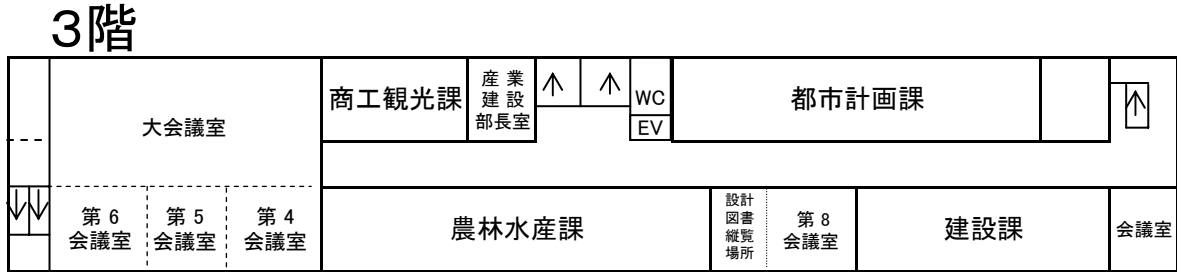 3階
大会議室
商工観光課
産業
建設
部長室
WC
EV
都市計画課
第6
会議室
第5
会議室
第4
会議室
農林水産課
設計
図書
縦覧
場所
第8
会議室
建設課
会議室